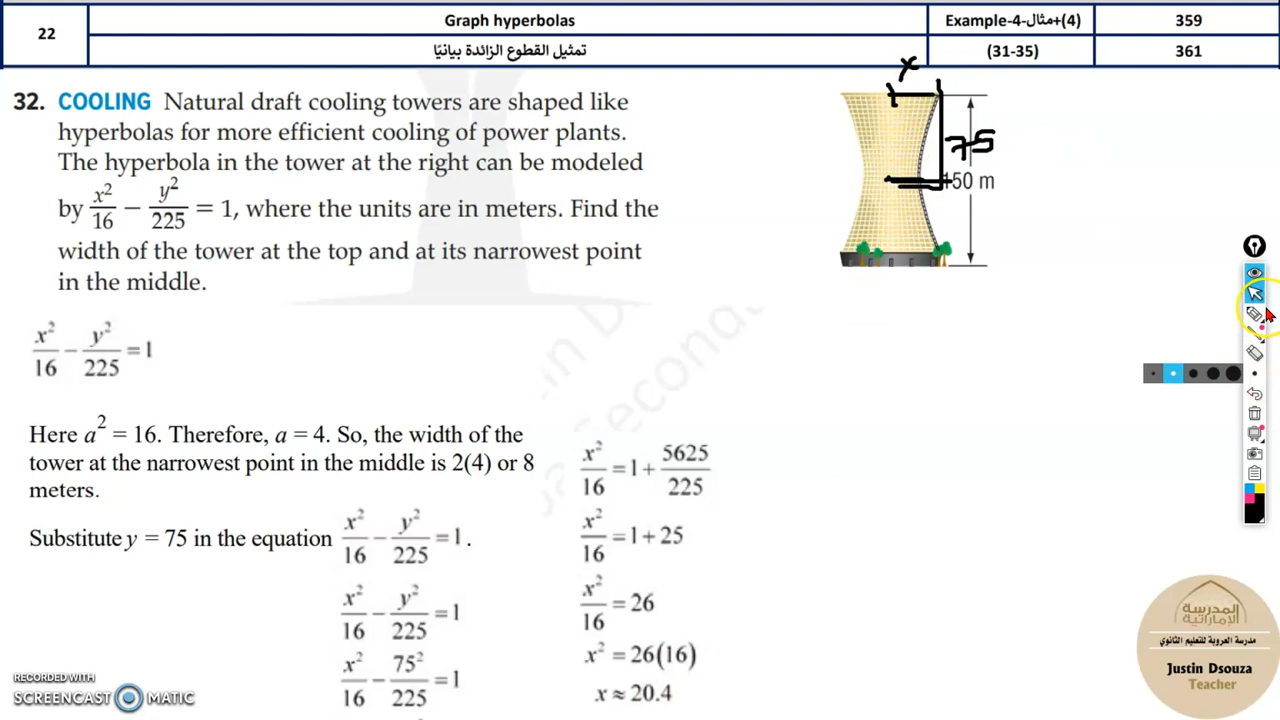 22
Graph hyperbolas
Example-4-مثال+(4)
359
تمثيل القطوع الزائدة بيانيًا
(31-35)
361
32. COOLING Natural draft cooling towers are shaped like
hyperbolas for more efficient cooling of power plants.
The hyperbola in the tower at the right can be modeled
by x²/16 − y²/225 = 1, where the units are in meters. Find the
width of the tower at the top and at its narrowest point
in the middle.
x
75
150 m
x²/16 − y²/225 = 1
Here a² = 16. Therefore, a = 4. So, the width of the
tower at the narrowest point in the middle is 2(4) or 8
meters.
Substitute y = 75 in the equation x²/16 − y²/225 = 1.
x²/16 − y²/225 = 1
x²/16 − 75²/225 = 1
x²/16 = 1 + 5625/225
x²/16 = 1 + 25
x²/16 = 26
x² = 26(16)
x ≈ 20.4
المدرسة
الإماراتية
مدرسة العروبة للتعليم الثانوي
Justin Dsouza
Teacher
RECORDED WITH
SCREENCAST MATIC